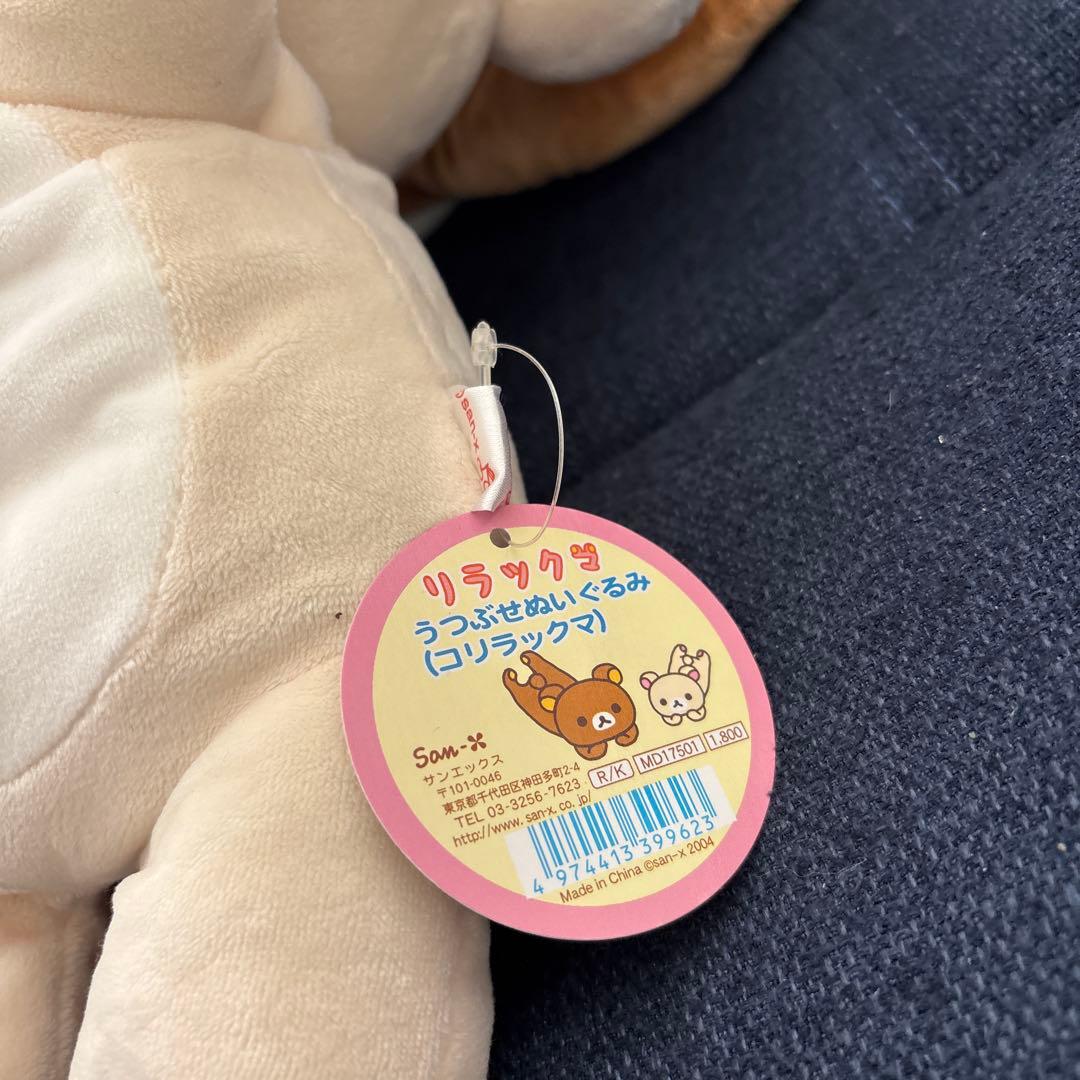 san-x
リラックマ
うつぶせぬいぐるみ
(コリラックマ)
San-X
サンエックス
〒101-0046
東京都千代田区神田多町2-4
TEL 03-3256-7623
http://www.san-x.co.jp/
R/K MD17501 1,800
4 974413 399623
Made in China ©san-x 2004